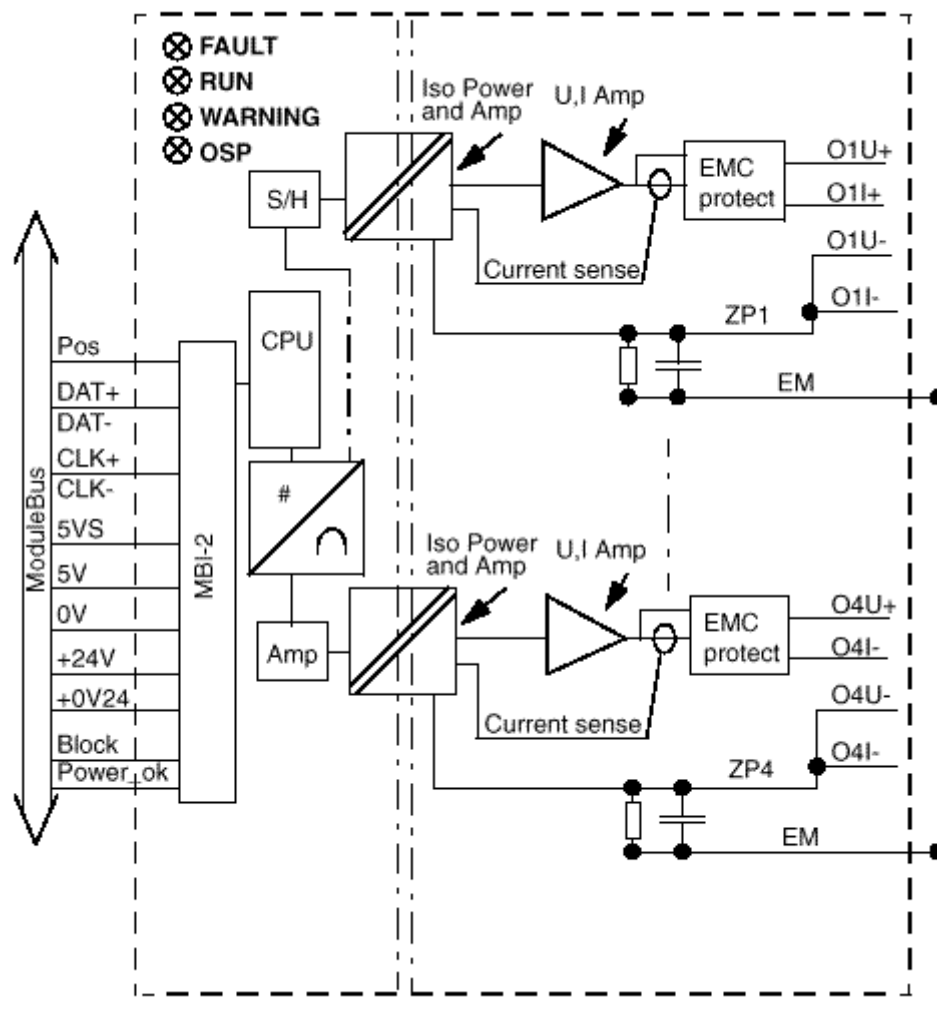 FAULT
RUN
WARNING
OSP
Iso Power
and Amp
U,I Amp
S/H
EMC
protect
O1U+
O1I+
O1U-
O1I-
Current sense
ZP1
EM
CPU
ModuleBus
Pos
DAT+
DAT-
CLK+
CLK-
5VS
5V
0V
+24V
+0V24
Block
Power_ok
MBI-2
#
Amp
Iso Power
and Amp
U,I Amp
EMC
protect
O4U+
O4I-
O4U-
O4I-
Current sense
ZP4
EM